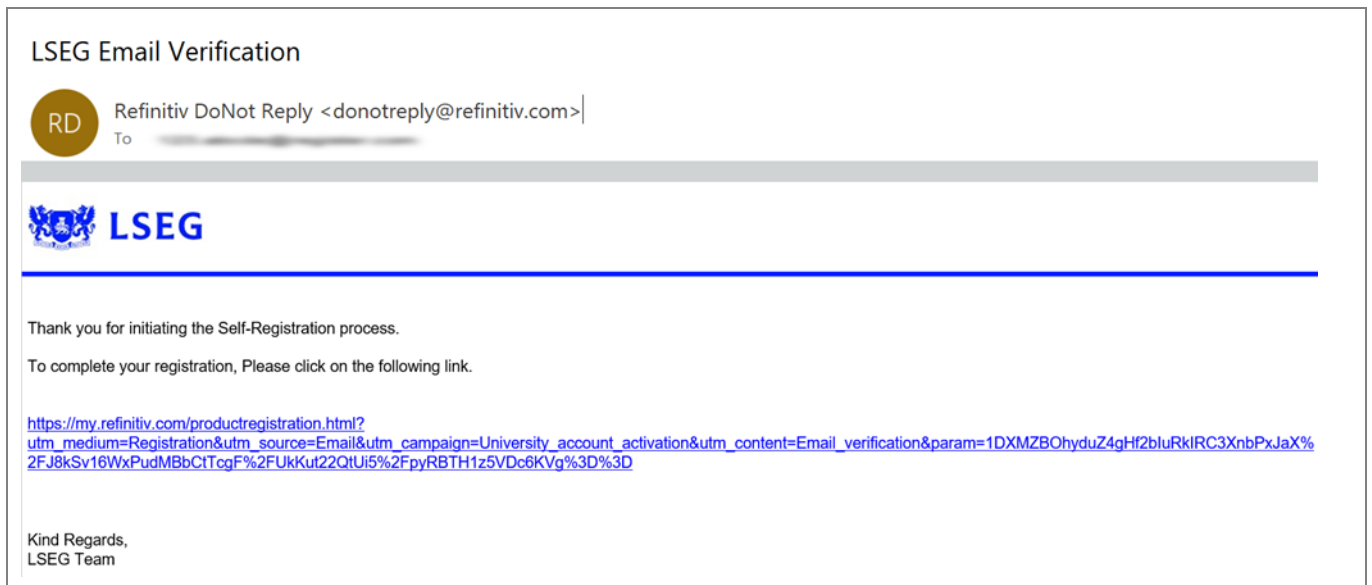 LSEG Email Verification
RD
Refinitiv DoNot Reply <donotreply@refinitiv.com>
To
LSEG
Thank you for initiating the Self-Registration process.
To complete your registration, Please click on the following link.
https://my.refinitiv.com/productregistration.html?
utm_medium=Registration&utm_source=Email&utm_campaign=University_account_activation&utm_content=Email_verification&param=1DXMZBOhyduZ4gHf2bIuRkIRC3XnbPxJaX%
2FJ8kSv16WxPudMBbCtTcgF%2FUkKut22QtUi5%2FpyRBTH1z5VDc6KVg%3D%3D
Kind Regards,
LSEG Team